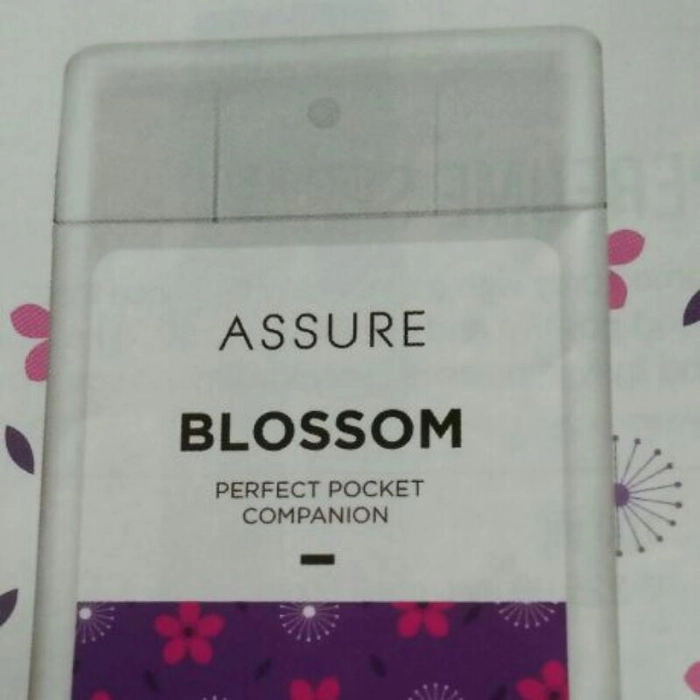 ASSURE
BLOSSOM
PERFECT POCKET
COMPANION